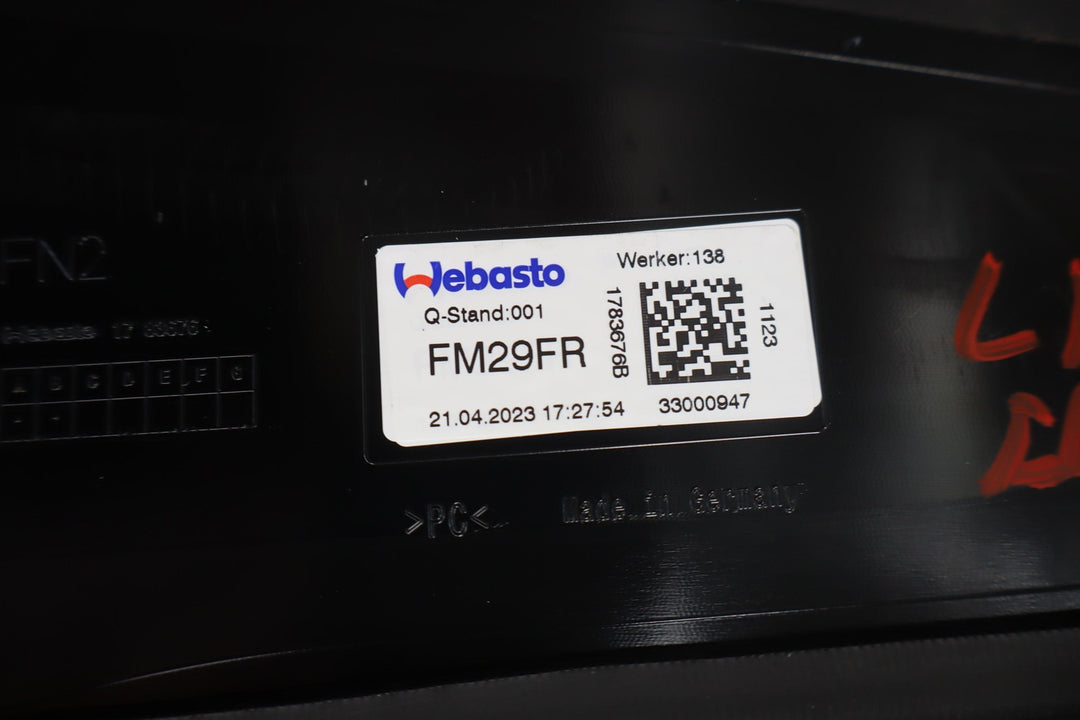 FN2
A B C D E F G
Webasto
Werker:138
Q-Stand:001
FM29FR
1783676B
1123
21.04.2023 17:27:54
33000947
>PC<
Made in Germany